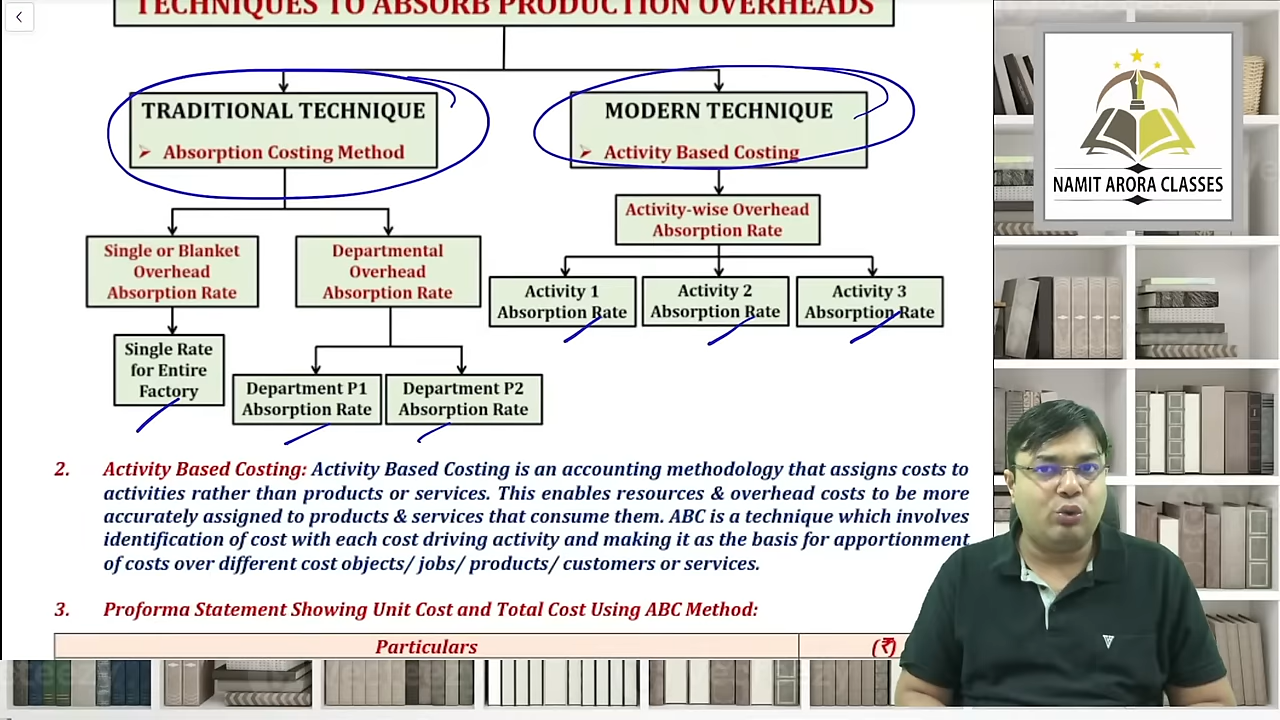 TECHNIQUES TO ABSORB PRODUCTION OVERHEADS
TRADITIONAL TECHNIQUE
➢ Absorption Costing Method
MODERN TECHNIQUE
➢ Activity Based Costing
Activity-wise Overhead
Absorption Rate
Single or Blanket
Overhead
Absorption Rate
Departmental
Overhead
Absorption Rate
Activity 1
Absorption Rate
Activity 2
Absorption Rate
Activity 3
Absorption Rate
Single Rate
for Entire
Factory
Department P1
Absorption Rate
Department P2
Absorption Rate
2. Activity Based Costing: Activity Based Costing is an accounting methodology that assigns costs to
activities rather than products or services. This enables resources & overhead costs to be more
accurately assigned to products & services that consume them. ABC is a technique which involves
identification of cost with each cost driving activity and making it as the basis for apportionment
of costs over different cost objects/ jobs/ products/ customers or services.
3. Proforma Statement Showing Unit Cost and Total Cost Using ABC Method:
Particulars (₹)
NAMIT ARORA CLASSES